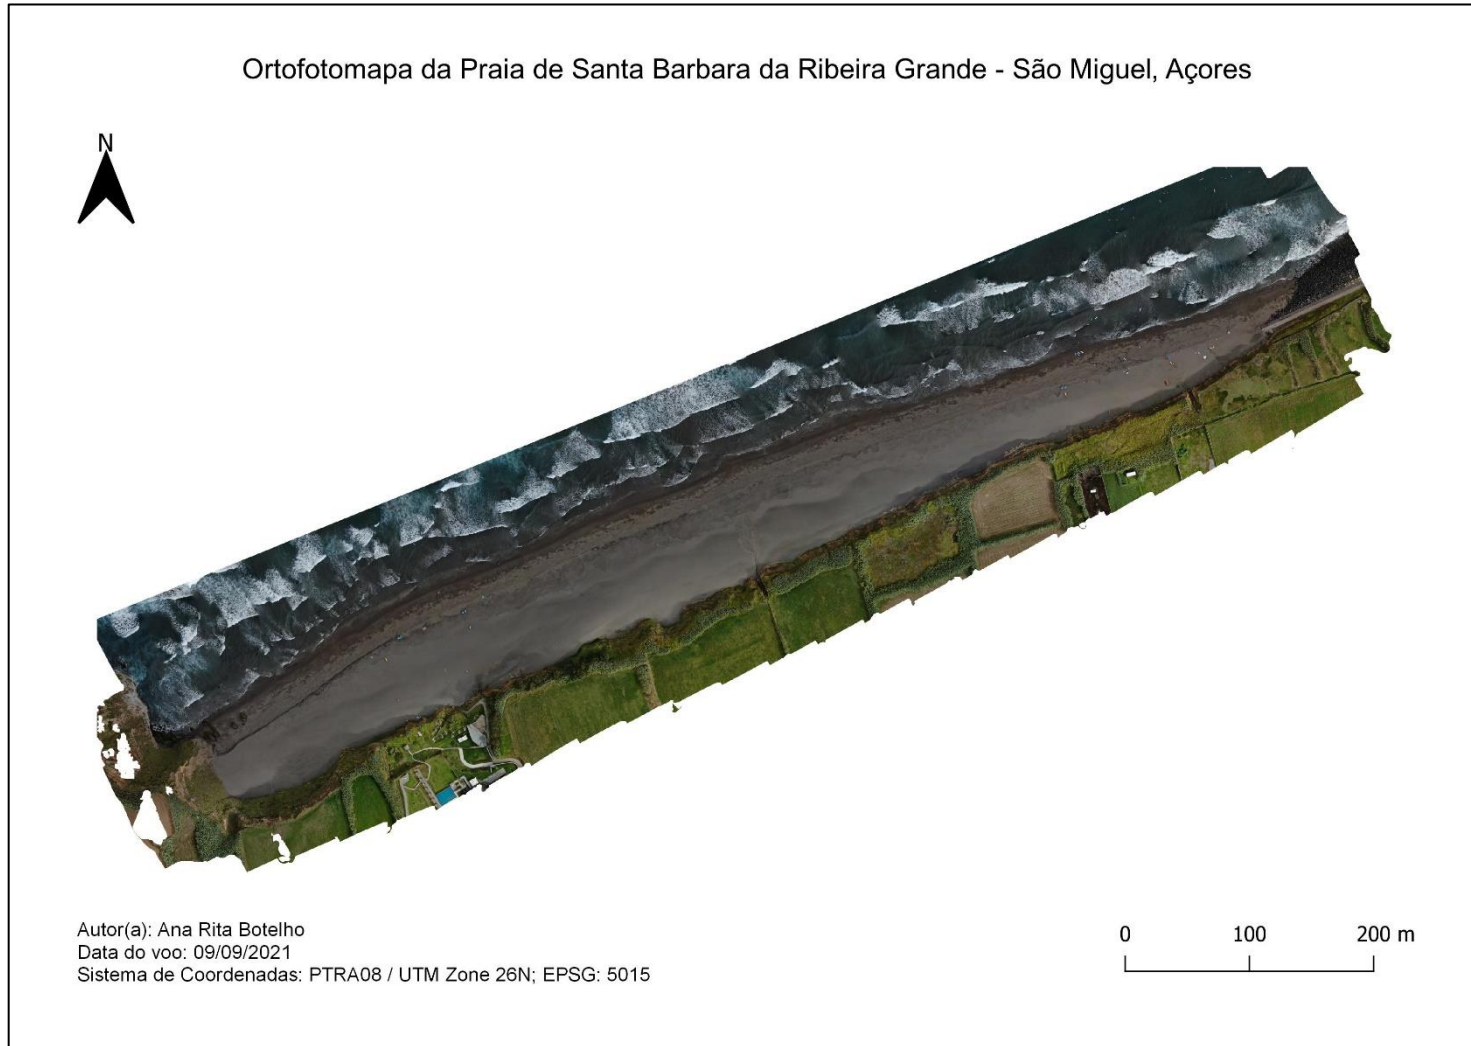 Ortofotomapa da Praia de Santa Barbara da Ribeira Grande - São Miguel, Açores
N
Autor(a): Ana Rita Botelho
Data do voo: 09/09/2021
Sistema de Coordenadas: PTRA08 / UTM Zone 26N; EPSG: 5015
0 100 200 m